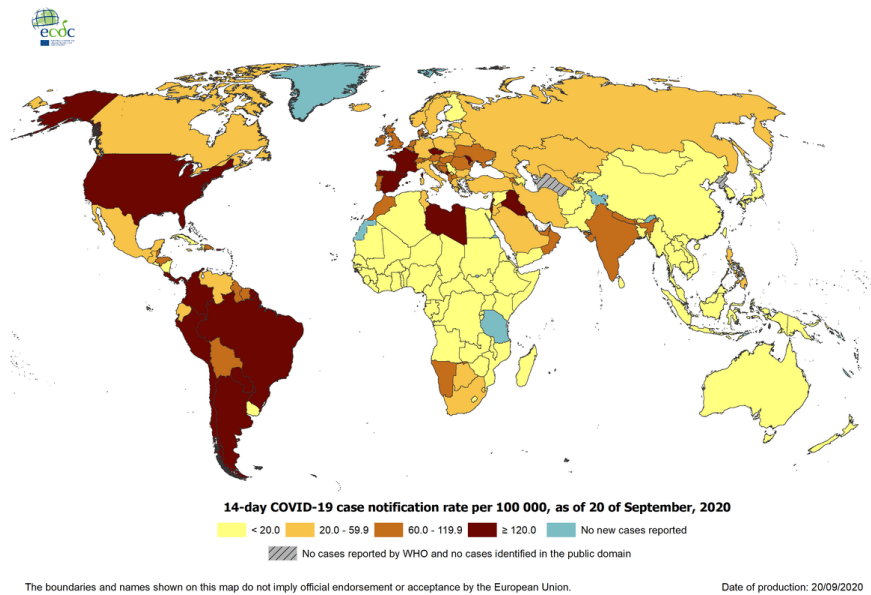 ecdc
14-day COVID-19 case notification rate per 100 000, as of 20 of September, 2020
< 20.0 20.0 - 59.9 60.0 - 119.9 ≥ 120.0 No new cases reported
No cases reported by WHO and no cases identified in the public domain
The boundaries and names shown on this map do not imply official endorsement or acceptance by the European Union. Date of production: 20/09/2020